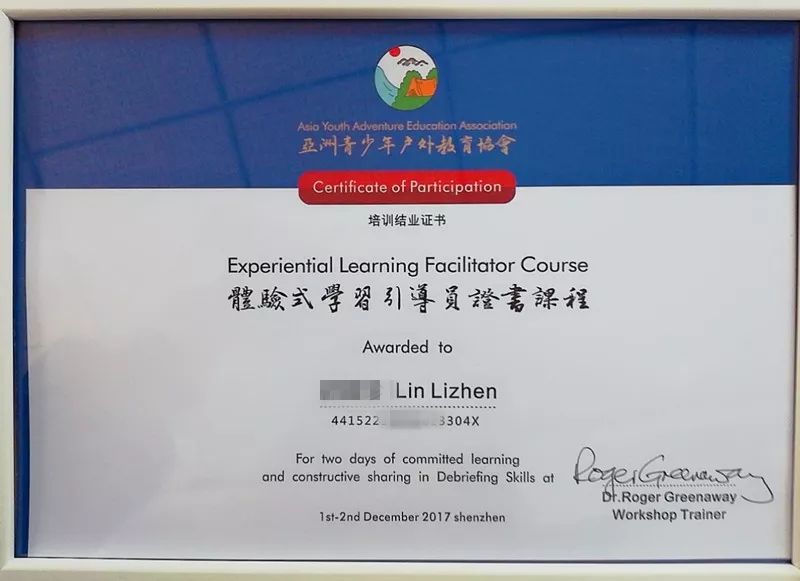 Asia Youth Adventure Education Association
亞洲青少年户外教育協會
Certificate of Participation
培训结业证书
Experiential Learning Facilitator Course
體驗式學習引導員證書課程
Awarded to
Lin Lizhen
441522 3304X
For two days of committed learning
and constructive sharing in Debriefing Skills at
Roger Greenaway
Dr.Roger Greenaway
Workshop Trainer
1st-2nd December 2017 shenzhen